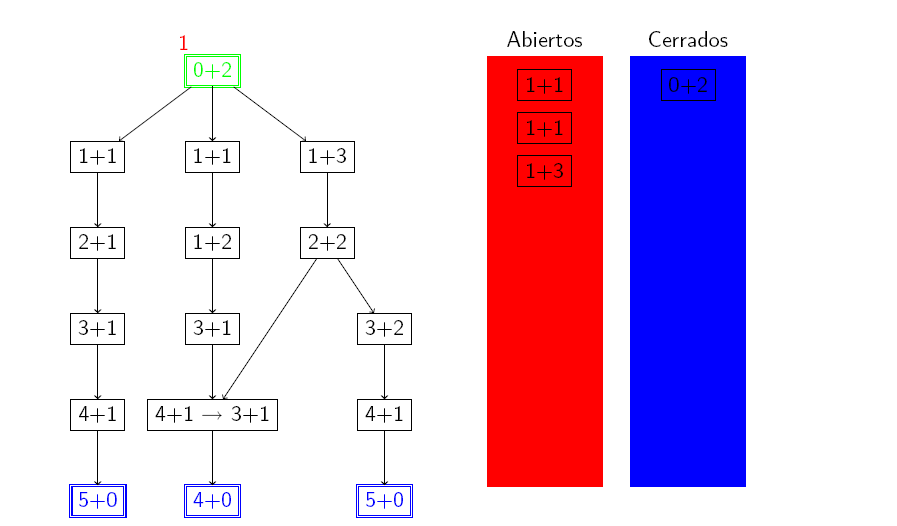 1
0+2
1+1 1+1 1+3
2+1 1+2 2+2
3+1 3+1 3+2
4+1 4+1 → 3+1 4+1
5+0 4+0 5+0
Abiertos
1+1
1+1
1+3
Cerrados
0+2